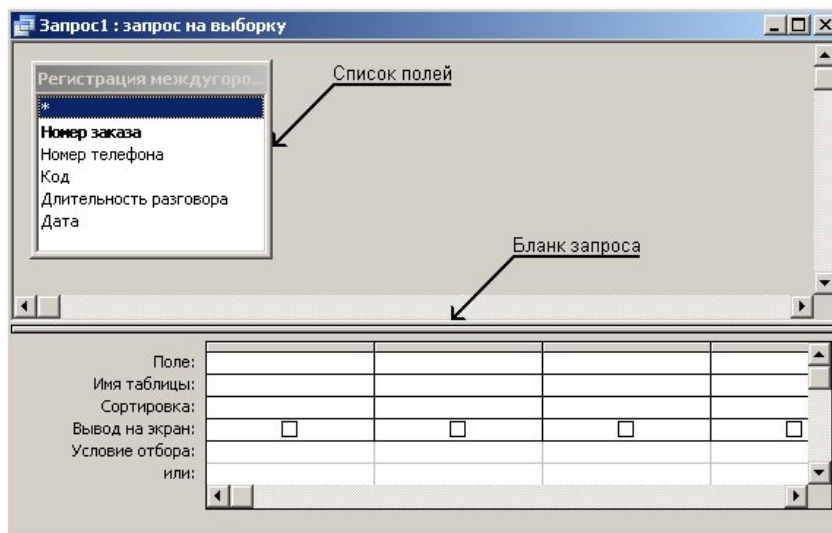 Запрос1 : запрос на выборку
Регистрация междугоро...
Список полей
*
Номер заказа
Номер телефона
Код
Длительность разговора
Дата
Бланк запроса
Поле:
Имя таблицы:
Сортировка:
Вывод на экран:
Условие отбора:
или: